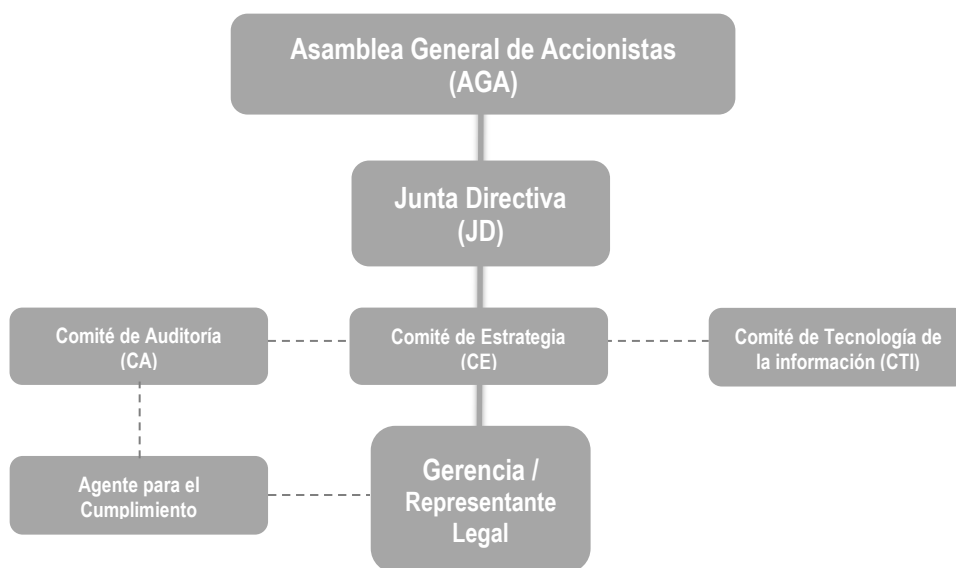 Asamblea General de Accionistas
(AGA)
Junta Directiva
(JD)
Comité de Auditoría
(CA)
Comité de Estrategia
(CE)
Comité de Tecnología de
la información (CTI)
Agente para el
Cumplimiento
Gerencia /
Representante
Legal